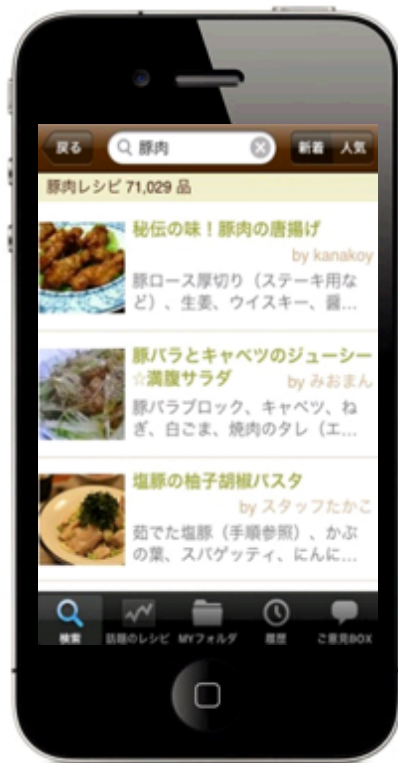 戻る 豚肉 新着 人気
豚肉レシピ 71,029 品
秘伝の味！豚肉の唐揚げ
by kanakoy
豚ロース厚切り（ステーキ用な
ど）、生姜、ウイスキー、醤…
豚バラとキャベツのジューシー
☆満腹サラダ by みおまん
豚バラブロック、キャベツ、ね
ぎ、白ごま、焼肉のタレ（エ…
塩豚の柚子胡椒パスタ
by スタッフたかこ
茹でた塩豚（手順参照）、かぶ
の葉、スパゲッティ、にんに…
検索 話題のレシピ MYフォルダ 履歴 ご意見BOX